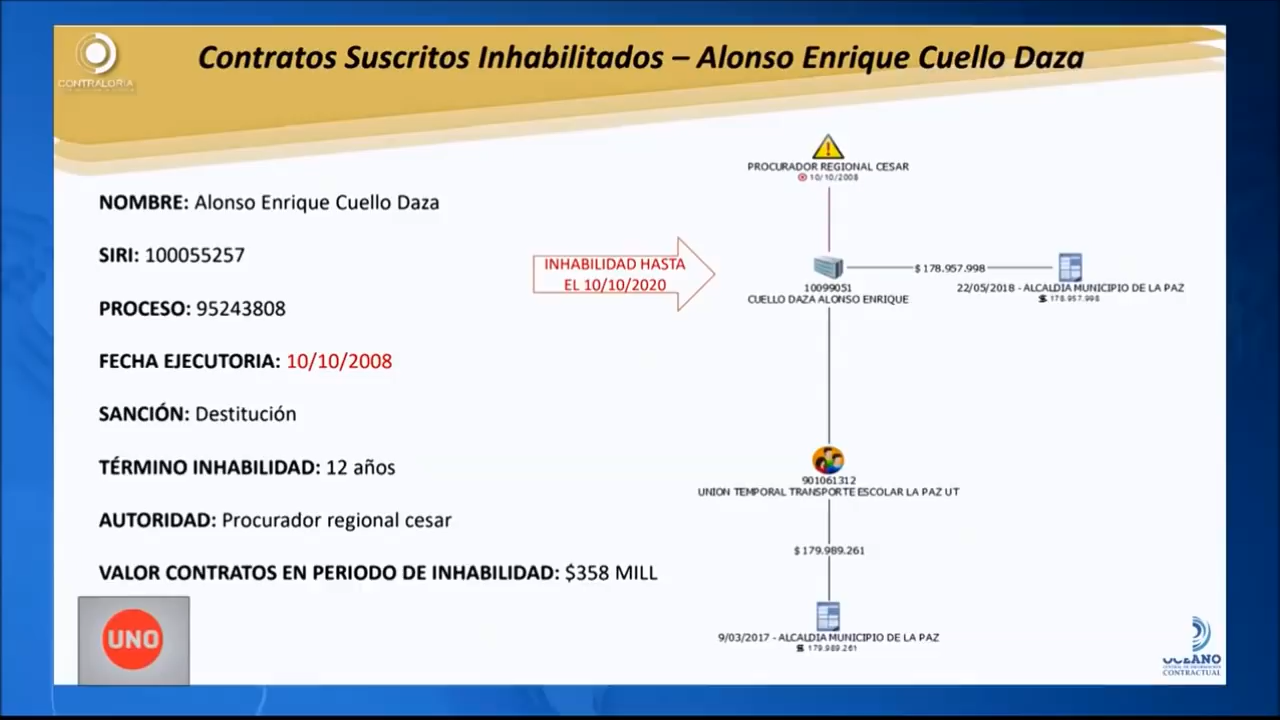 CONTRALORÍA
Contratos Suscritos Inhabilitados – Alonso Enrique Cuello Daza
NOMBRE: Alonso Enrique Cuello Daza
SIRI: 100055257
PROCESO: 95243808
FECHA EJECUTORIA: 10/10/2008
SANCIÓN: Destitución
TÉRMINO INHABILIDAD: 12 años
AUTORIDAD: Procurador regional cesar
VALOR CONTRATOS EN PERIODO DE INHABILIDAD: $358 MILL
INHABILIDAD HASTA
EL 10/10/2020
PROCURADOR REGIONAL CESAR
10/10/2008
10099051
CUELLO DAZA ALONSO ENRIQUE
$ 178.957.998
22/05/2018 - ALCALDIA MUNICIPIO DE LA PAZ
$ 178.957.998
901061312
UNION TEMPORAL TRANSPORTE ESCOLAR LA PAZ UT
$ 179.989.261
9/03/2017 - ALCALDIA MUNICIPIO DE LA PAZ
$ 179.989.261
UNO
OCEANO
CENTRAL DE INFORMACIÓN
CONTRACTUAL